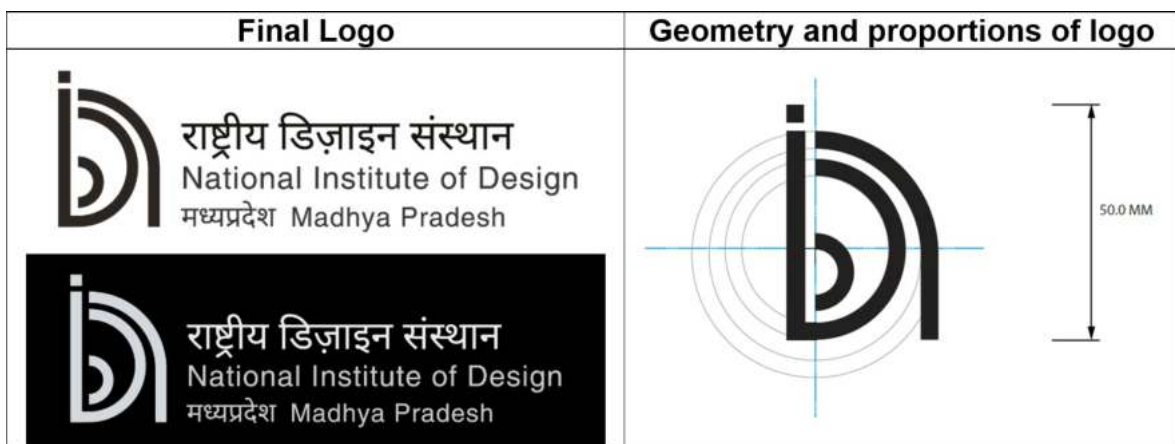 Final Logo
Geometry and proportions of logo
राष्ट्रीय डिज़ाइन संस्थान
National Institute of Design
मध्यप्रदेश Madhya Pradesh
राष्ट्रीय डिज़ाइन संस्थान
National Institute of Design
मध्यप्रदेश Madhya Pradesh
50.0 MM